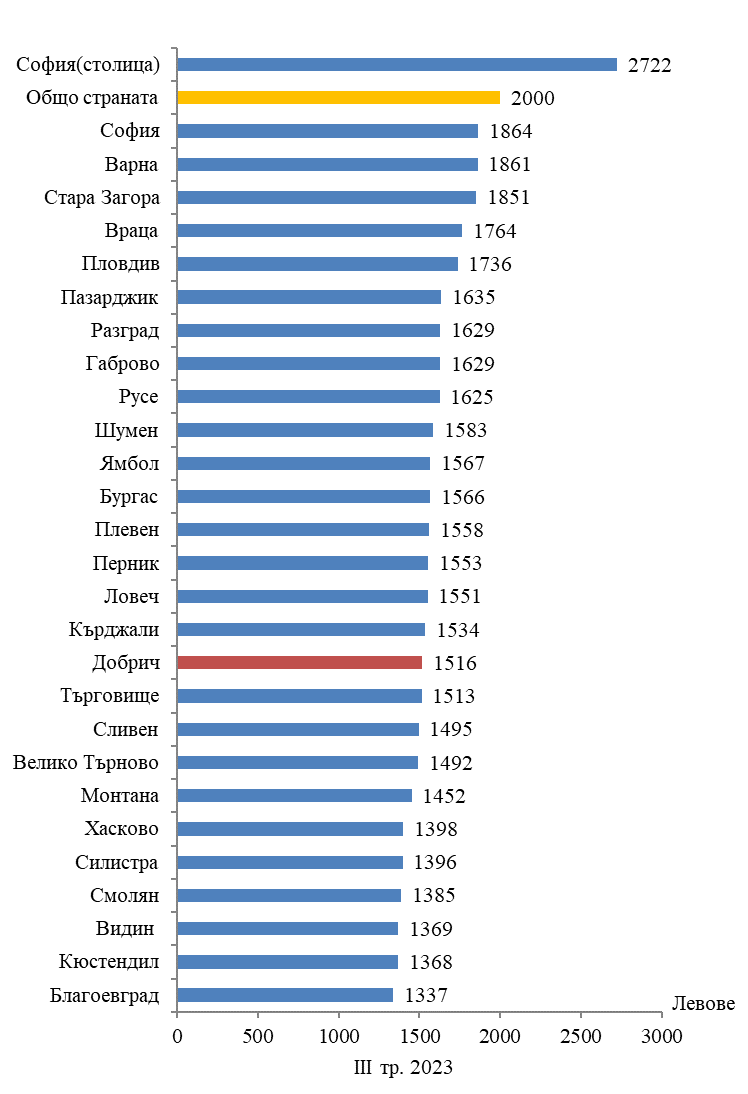 София(столица) 2722
Общо страната 2000
София 1864
Варна 1861
Стара Загора 1851
Враца 1764
Пловдив 1736
Пазарджик 1635
Разград 1629
Габрово 1629
Русе 1625
Шумен 1583
Ямбол 1567
Бургас 1566
Плевен 1558
Перник 1553
Ловеч 1551
Кърджали 1534
Добрич 1516
Търговище 1513
Сливен 1495
Велико Търново 1492
Монтана 1452
Хасково 1398
Силистра 1396
Смолян 1385
Видин 1369
Кюстендил 1368
Благоевград 1337
Левове
0 500 1000 1500 2000 2500 3000
III тр. 2023